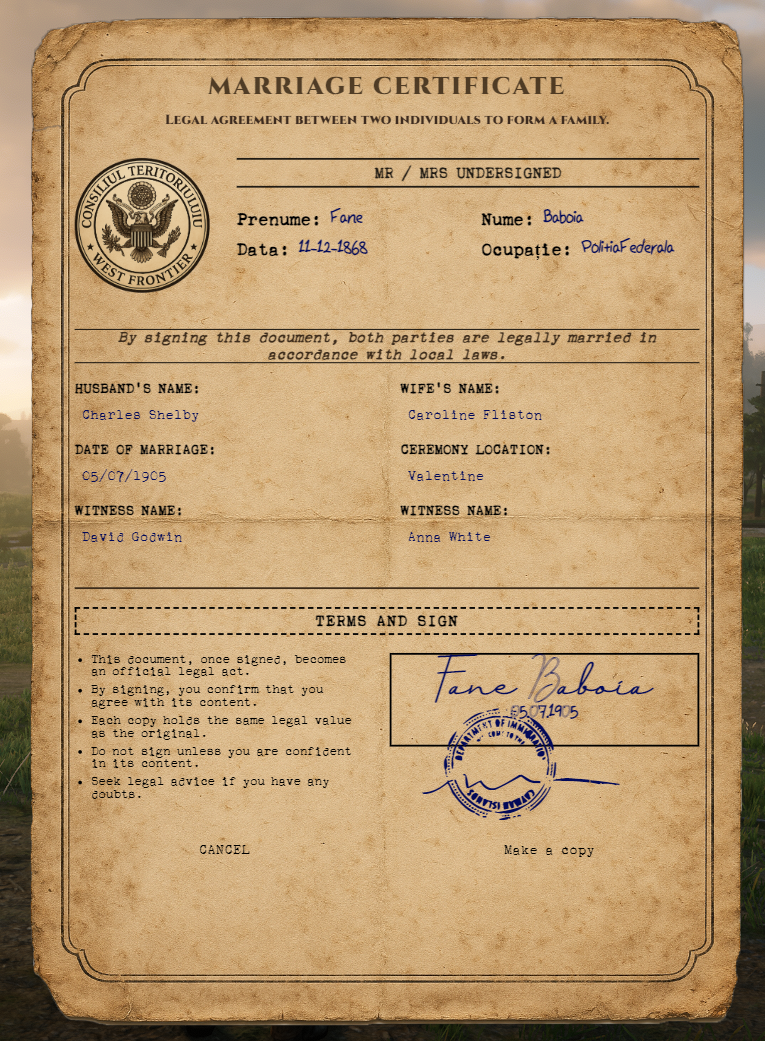 MARRIAGE CERTIFICATE
LEGAL AGREEMENT BETWEEN TWO INDIVIDUALS TO FORM A FAMILY.
CONSILIUL TERITORIULUIU
WEST FRONTIER
MR / MRS UNDERSIGNED
Prenume: Fane
Nume: Baboia
Data: 11-12-1868
Ocupație: PolitiaFederala
By signing this document, both parties are legally married in
accordance with local laws.
HUSBAND'S NAME:
WIFE'S NAME:
Charles Shelby
Caroline Fliston
DATE OF MARRIAGE:
CEREMONY LOCATION:
05/07/1905
Valentine
WITNESS NAME:
WITNESS NAME:
David Godwin
Anna White
TERMS AND SIGN
• This document, once signed, becomes
an official legal act.
• By signing, you confirm that you
agree with its content.
• Each copy holds the same legal value
as the original.
• Do not sign unless you are confident
in its content.
• Seek legal advice if you have any
doubts.
Fane Baboia
05.07.1905
DEPARTMENT OF IMMIGRATION
CAYMAN ISLANDS
CANCEL
Make a copy